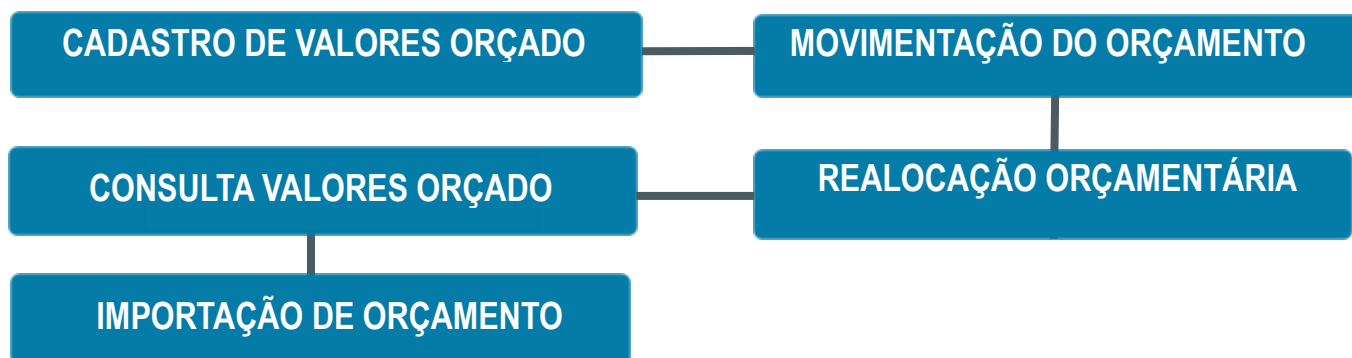 CADASTRO DE VALORES ORÇADO
MOVIMENTAÇÃO DO ORÇAMENTO
CONSULTA VALORES ORÇADO
REALOCAÇÃO ORÇAMENTÁRIA
IMPORTAÇÃO DE ORÇAMENTO